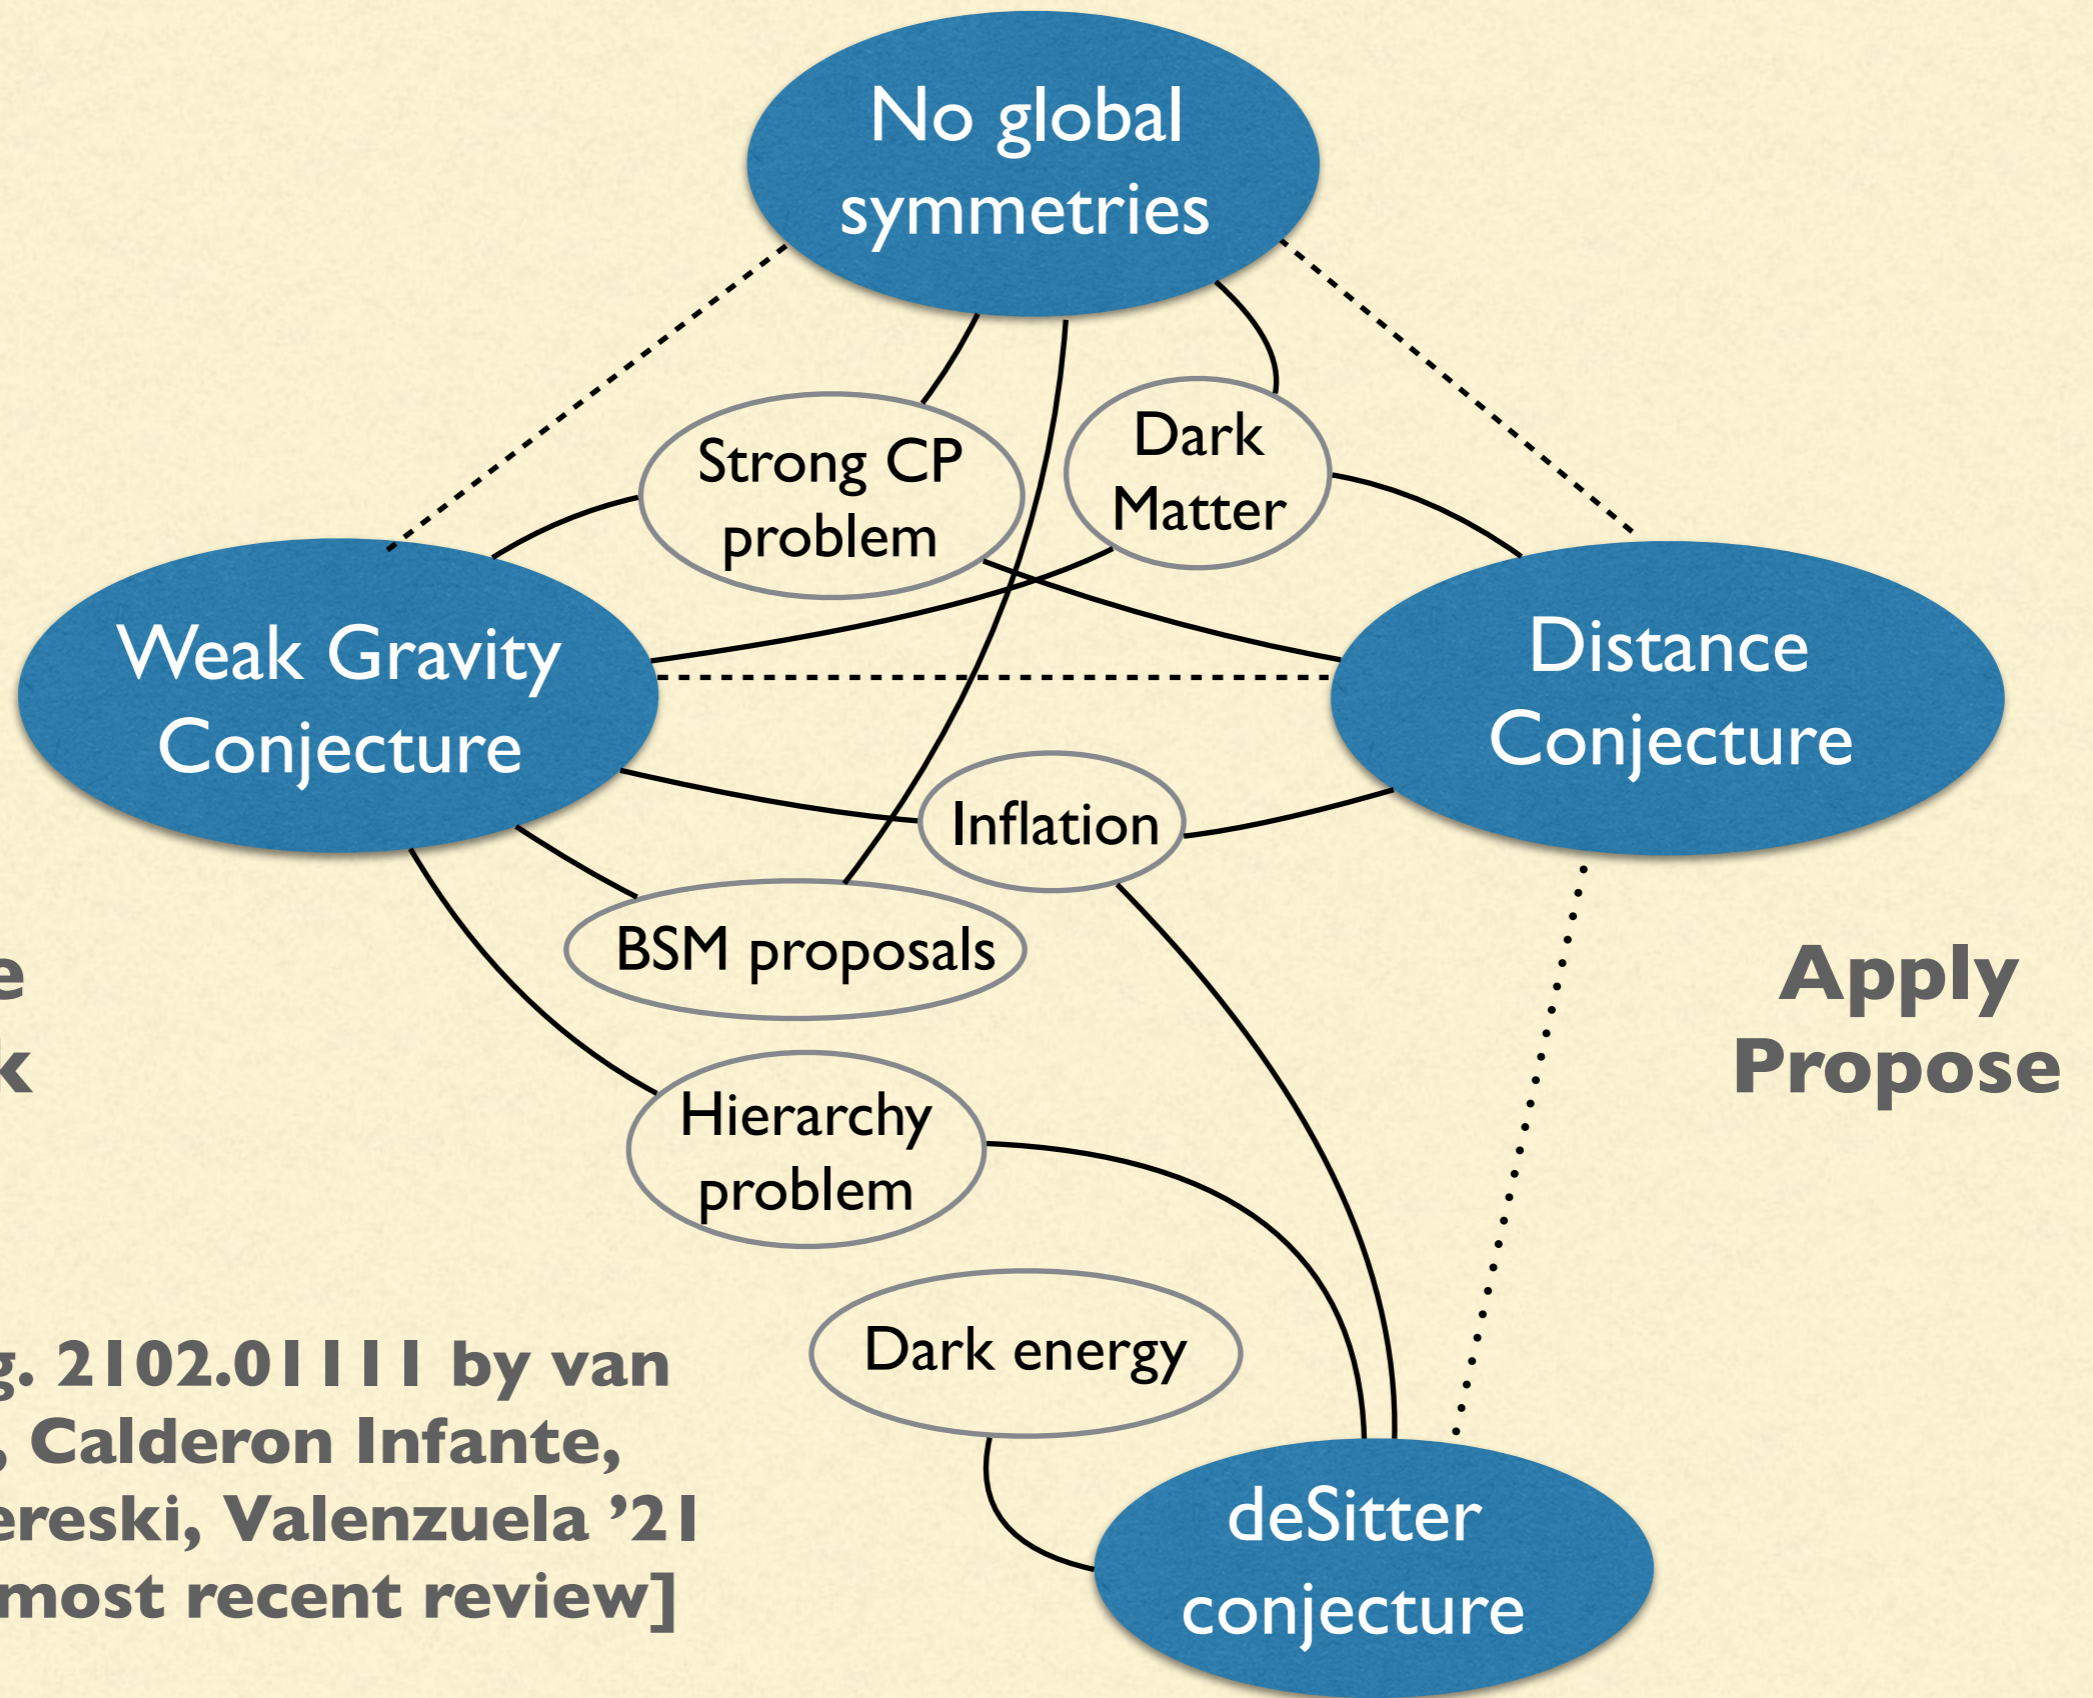 No global
symmetries
Strong CP
problem
Dark
Matter
Weak Gravity
Conjecture
Distance
Conjecture
Inflation
BSM proposals
Apply
Propose
Hierarchy
problem
Dark energy
2102.01111 by van
, Calderon Infante,
Valenzuela ’21
most recent review]
deSitter
conjecture